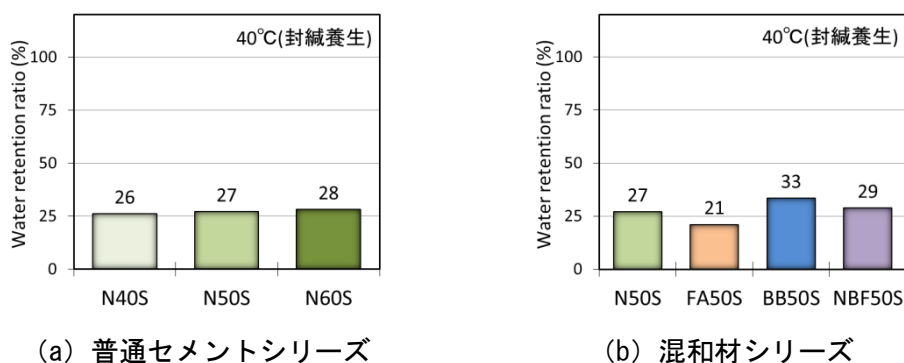 40℃(封緘養生)
Water retention ratio (%)
100
75
50
25
0
26
27
28
N40S
N50S
N60S
(a) 普通セメントシリーズ
40℃(封緘養生)
Water retention ratio (%)
100
75
50
25
0
27
21
33
29
N50S
FA50S
BB50S
NBF50S
(b) 混和材シリーズ